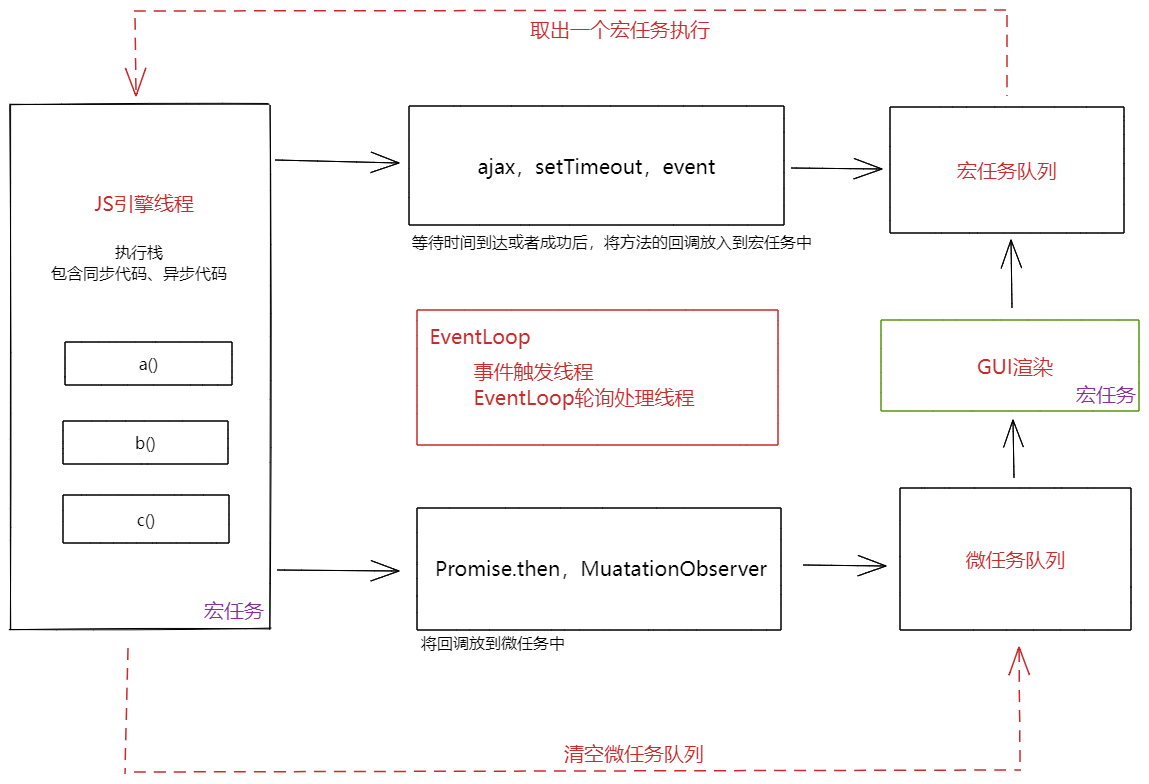 取出一个宏任务执行
JS引擎线程
执行栈
包含同步代码、异步代码
a()
b()
c()
宏任务
ajax，setTimeout，event
等待时间到达或者成功后，将方法的回调放入到宏任务中
宏任务队列
EventLoop
事件触发线程
EventLoop轮询处理线程
GUI渲染
宏任务
Promise.then，MuatationObserver
将回调放到微任务中
微任务队列
清空微任务队列